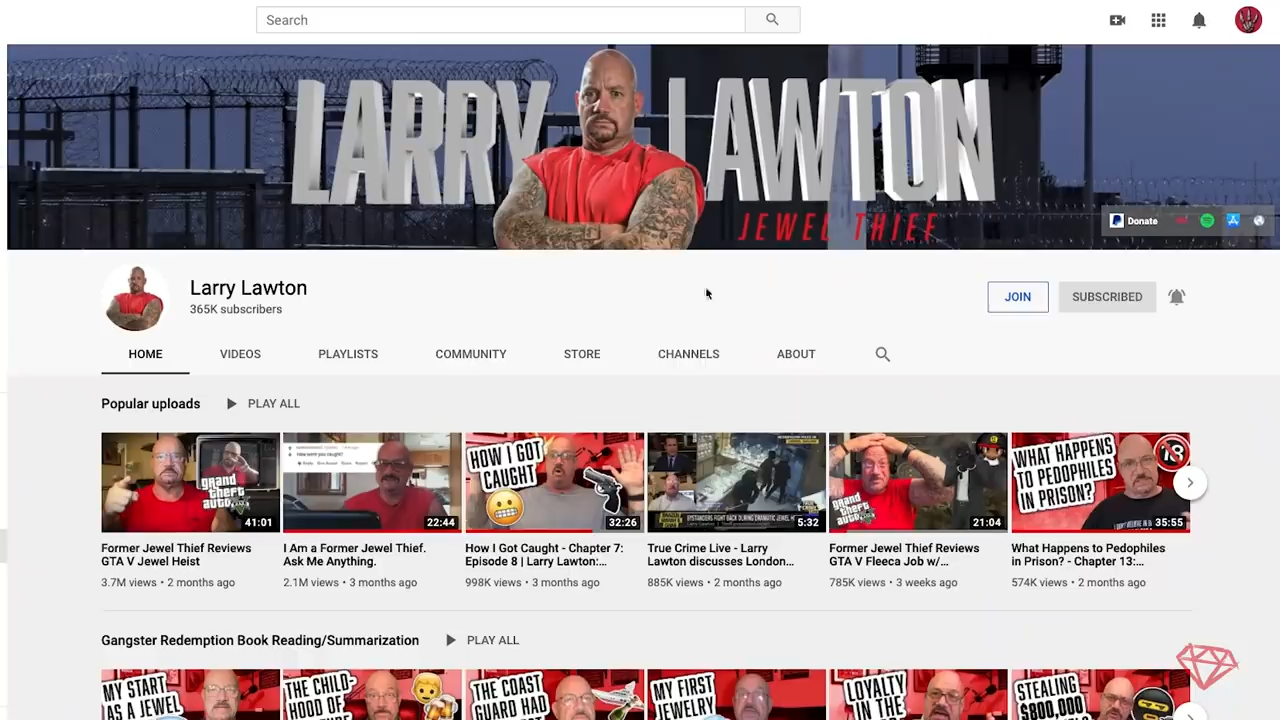 Search
LARRY LAWTON
JEWEL THIEF
Donate
Larry Lawton
365K subscribers
JOIN
SUBSCRIBED
HOME
VIDEOS
PLAYLISTS
COMMUNITY
STORE
CHANNELS
ABOUT
Popular uploads
PLAY ALL
grand theft auto
41:01
How were you caught?
22:44
HOW I GOT CAUGHT
32:26
5:32
grand theft auto
21:04
WHAT HAPPENS TO PEDOPHILES IN PRISON?
18
35:55
Former Jewel Thief Reviews
GTA V Jewel Heist
3.7M views • 2 months ago
I Am a Former Jewel Thief.
Ask Me Anything.
2.1M views • 3 months ago
How I Got Caught - Chapter 7:
Episode 8 | Larry Lawton:...
998K views • 3 months ago
True Crime Live - Larry
Lawton discusses London...
885K views • 2 months ago
Former Jewel Thief Reviews
GTA V Fleeca Job w/...
785K views • 3 weeks ago
What Happens to Pedophiles
in Prison? - Chapter 13:...
574K views • 2 months ago
Gangster Redemption Book Reading/Summarization
PLAY ALL
MY START
AS A JEWEL
THE CHILD-
HOOD OF
THE COAST
GUARD HAD
MY FIRST
JEWELRY
LOYALTY
IN THE
STEALING
$800,000